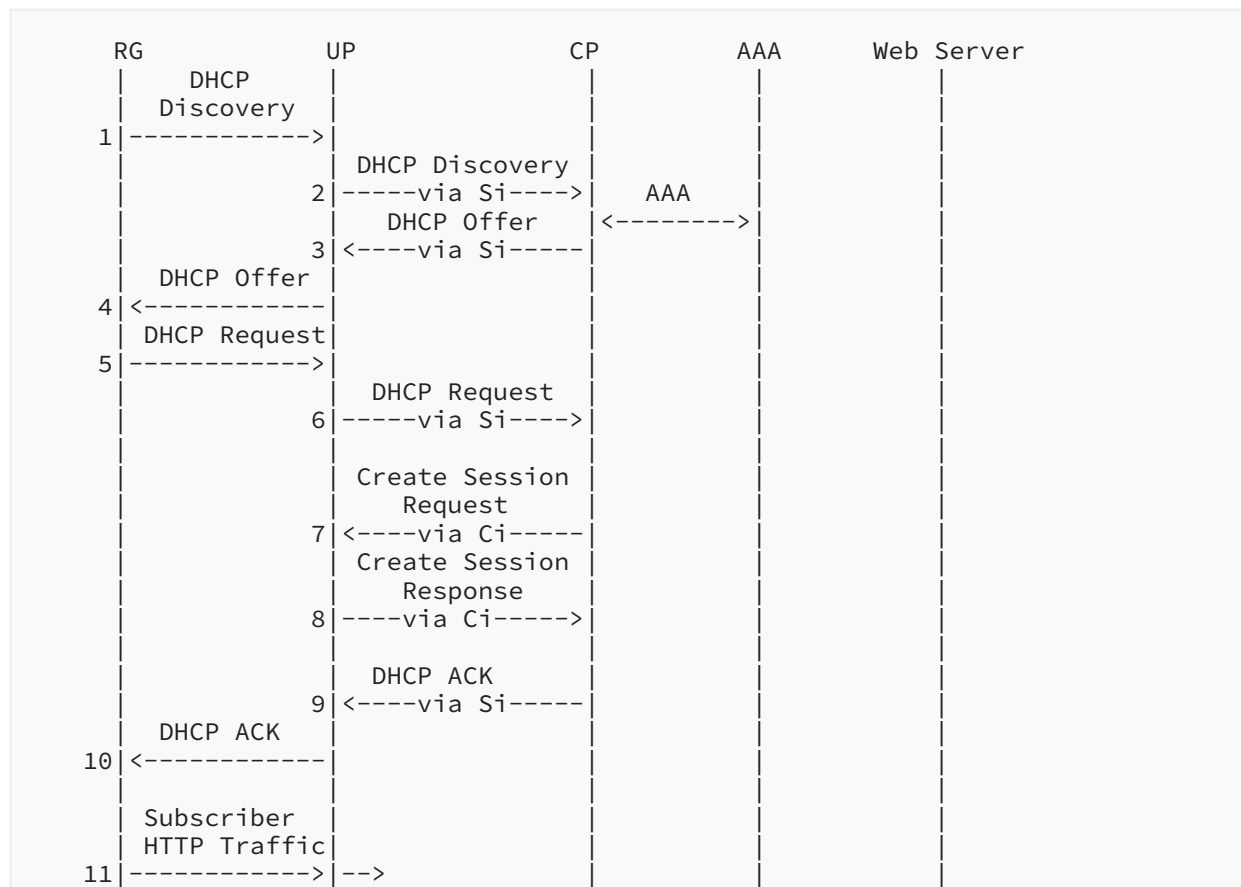 RG UP CP AAA Web Server
DHCP
Discovery
1|------------>|
DHCP Discovery
2|-----via Si---->| AAA
DHCP Offer |<-------->|
3|<----via Si-----|
DHCP Offer
4|<------------|
DHCP Request
5|------------>|
DHCP Request
6|-----via Si---->|
Create Session
Request
7|<----via Ci-----|
Create Session
Response
8|----via Ci----->|
DHCP ACK
9|<----via Si-----|
DHCP ACK
10|<------------|
Subscriber
HTTP Traffic
11|------------>|-->